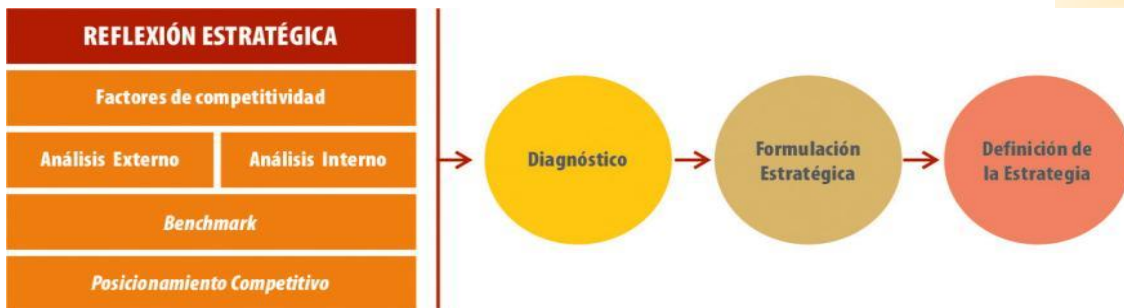 REFLEXIÓN ESTRATÉGICA
Factores de competitividad
Análisis Externo
Análisis Interno
Benchmark
Posicionamiento Competitivo
Diagnóstico
Formulación
Estratégica
Definición de
la Estrategia